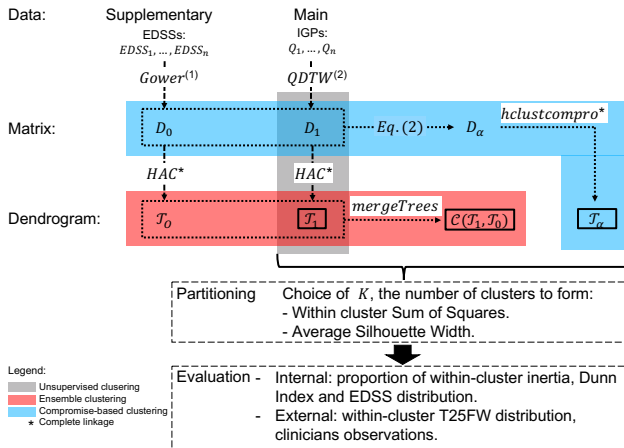 Data: Supplementary Main
EDSSs: IGPs:
EDSS₁, ..., EDSSₙ Q₁, ..., Qₙ
Gower⁽¹⁾ QDTW⁽²⁾
hclustcompro*
Matrix: D₀ D₁ Eq.(2) Dα
HAC* HAC*
mergeTrees
Dendrogram: 𝒯₀ 𝒯₁ 𝒞(𝒯₁, 𝒯₀) 𝒯α
Partitioning Choice of K, the number of clusters to form:
- Within cluster Sum of Squares.
- Average Silhouette Width.
Evaluation - Internal: proportion of within-cluster inertia, Dunn
Index and EDSS distribution.
- External: within-cluster T25FW distribution,
clinicians observations.
Legend:
Unsupervised clusering
Ensemble clustering
Compromise-based clustering
* Complete linkage